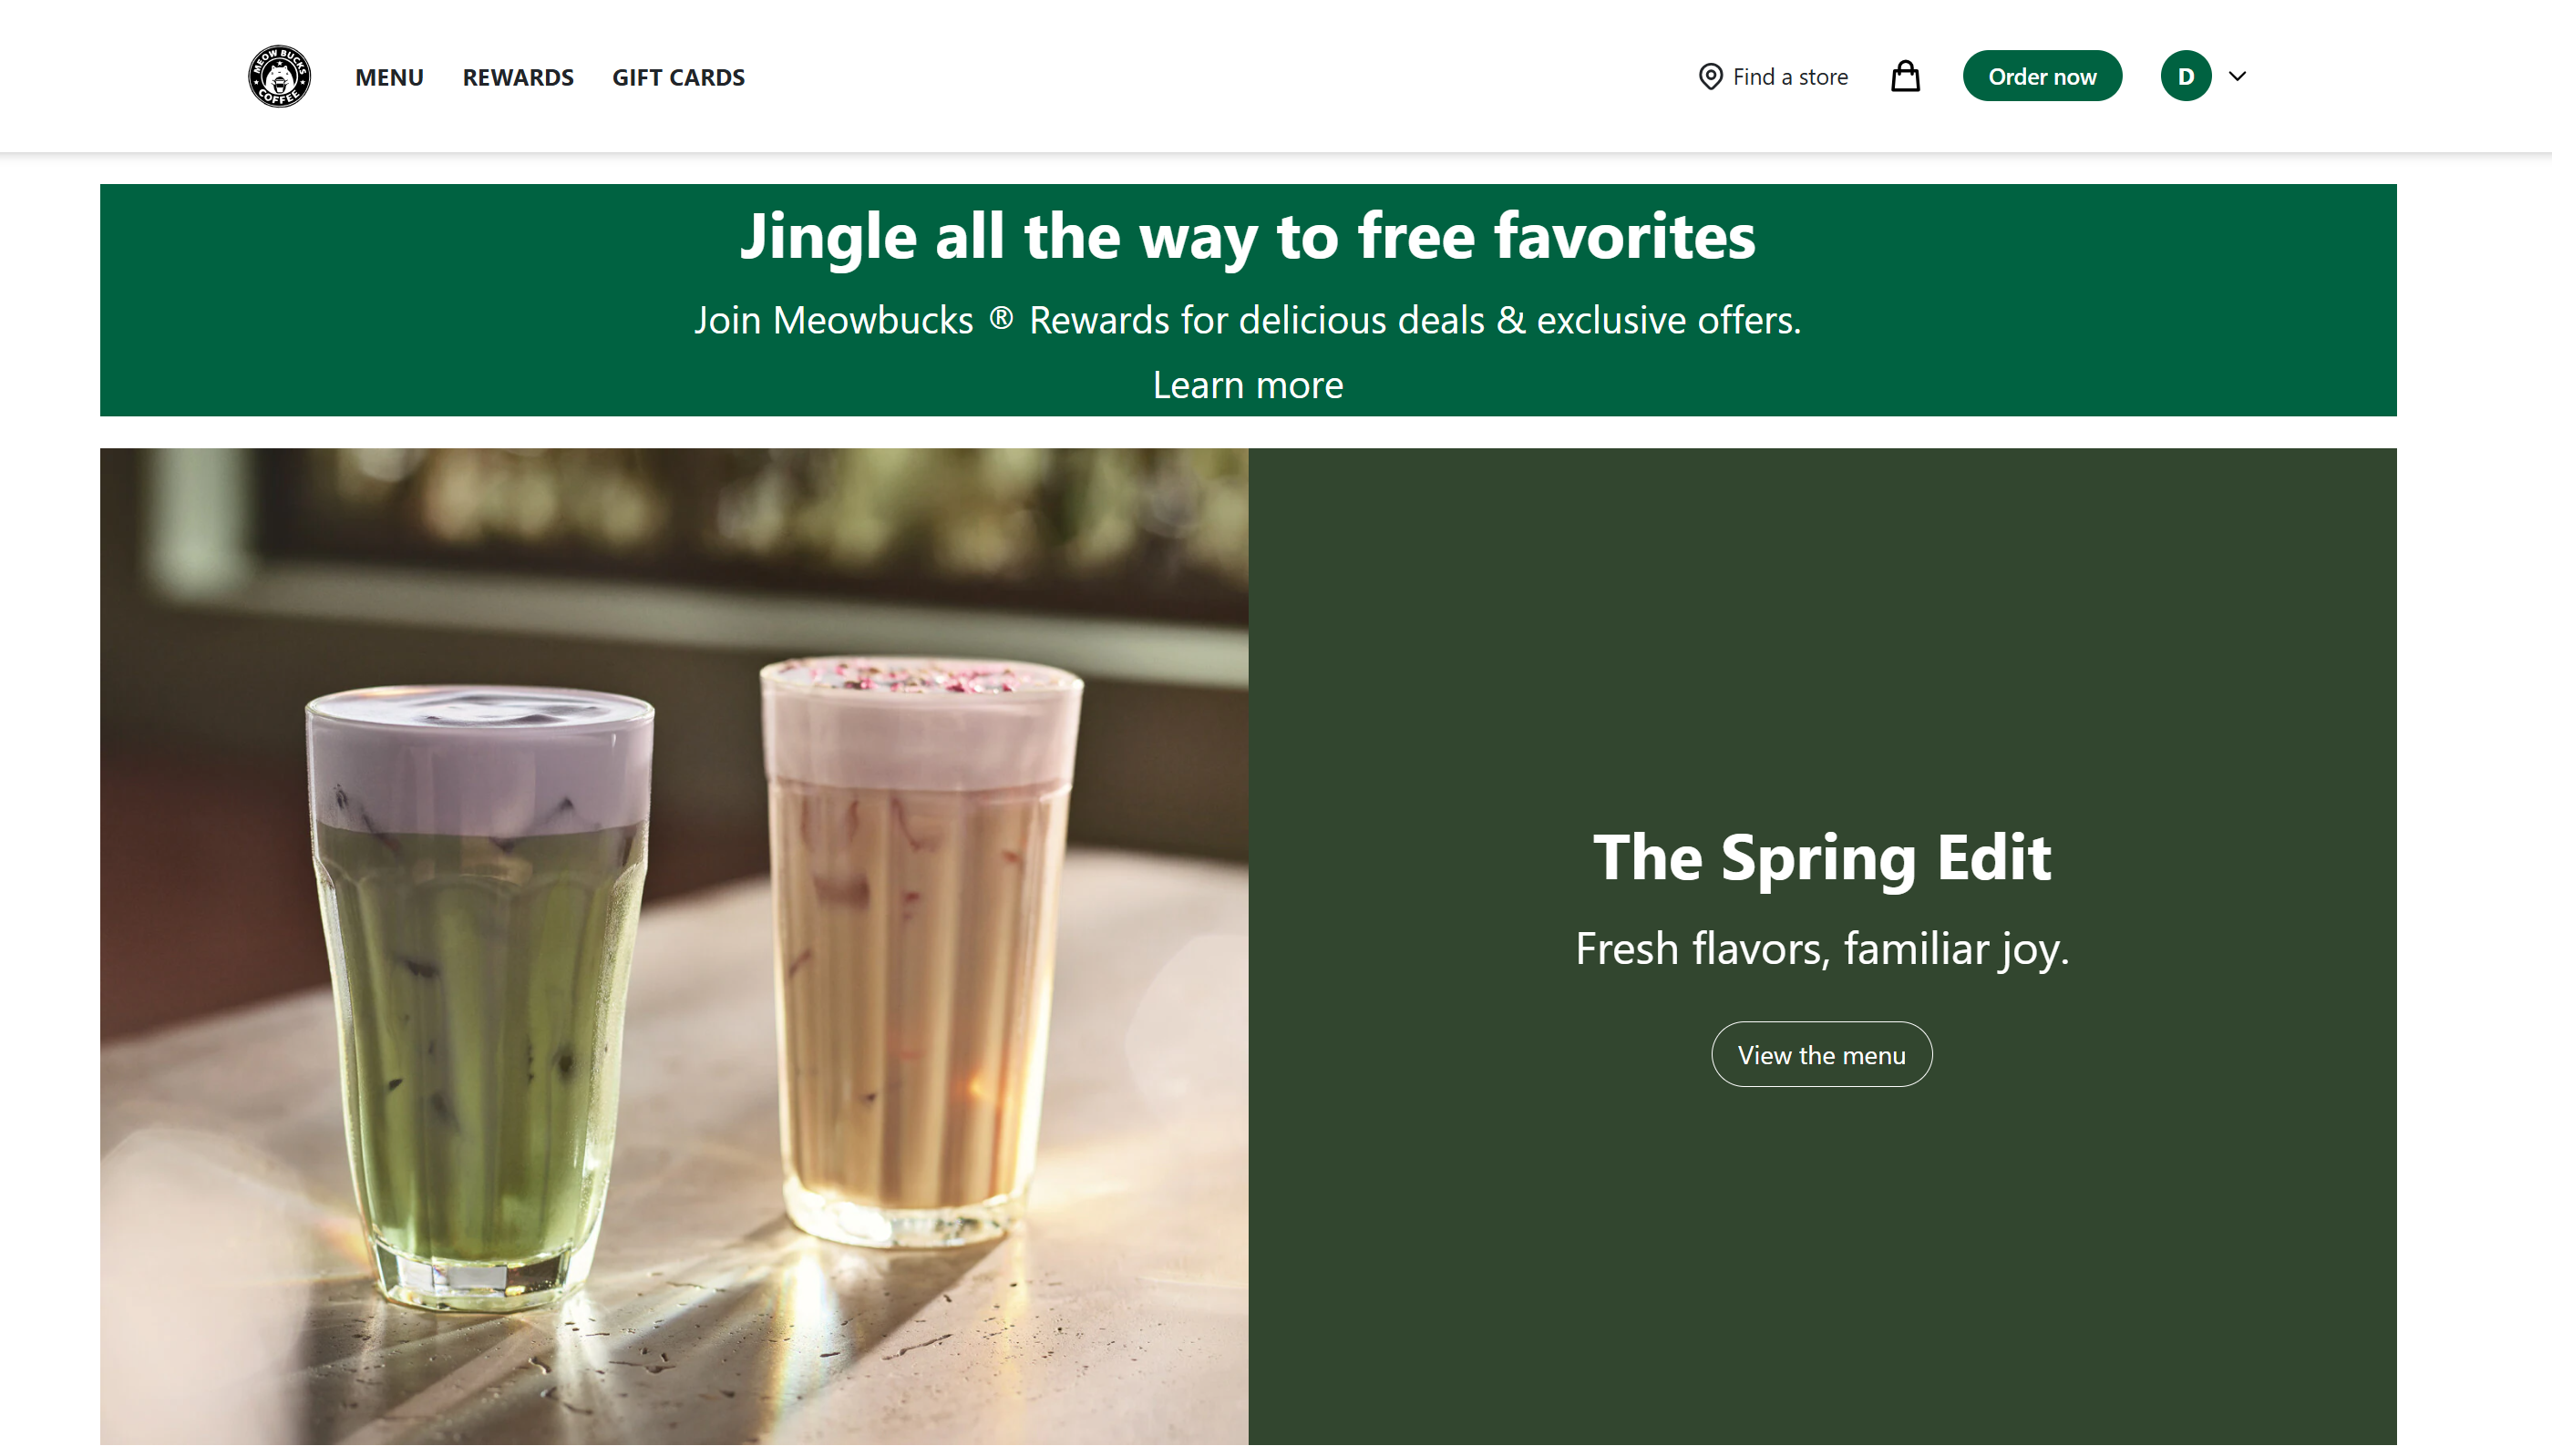 MEOW BUCKS
COFFEE
MENU
REWARDS
GIFT CARDS
Find a store
Order now
D
Jingle all the way to free favorites
Join Meowbucks ® Rewards for delicious deals & exclusive offers.
Learn more
The Spring Edit
Fresh flavors, familiar joy.
View the menu